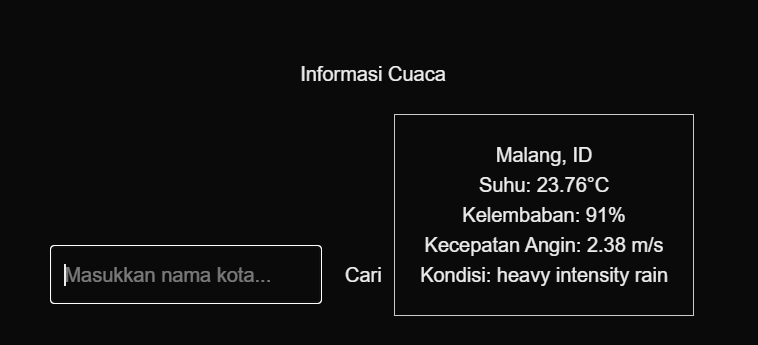 Informasi Cuaca
Malang, ID
Suhu: 23.76°C
Kelembaban: 91%
Kecepatan Angin: 2.38 m/s
Masukkan nama kota...
Cari
Kondisi: heavy intensity rain